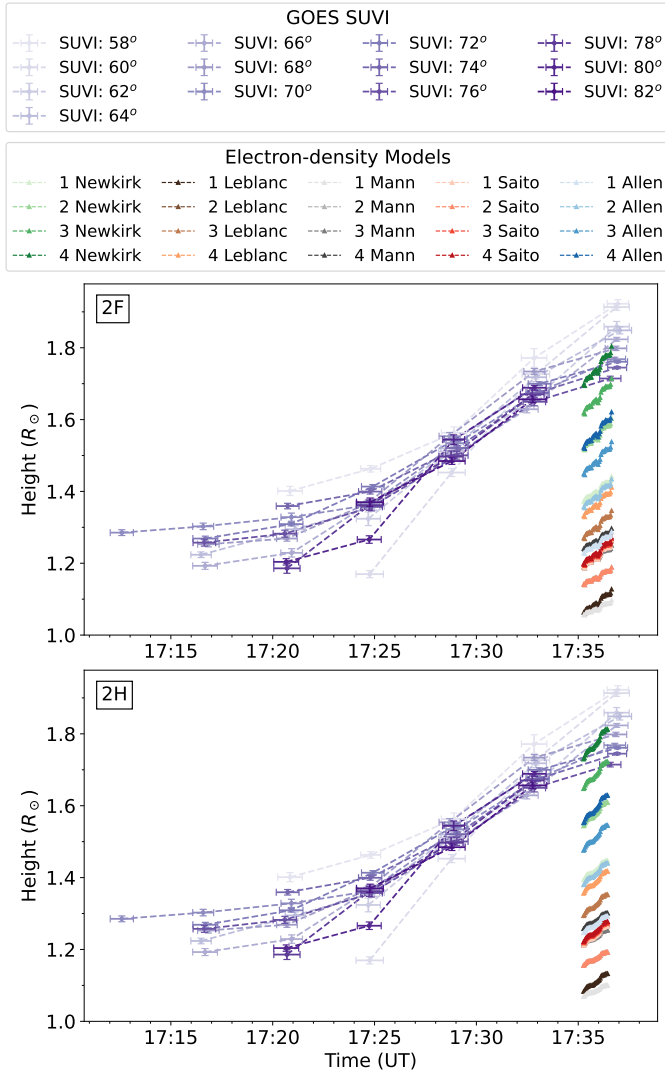 GOES SUVI
SUVI: 58° SUVI: 66° SUVI: 72° SUVI: 78°
SUVI: 60° SUVI: 68° SUVI: 74° SUVI: 80°
SUVI: 62° SUVI: 70° SUVI: 76° SUVI: 82°
SUVI: 64°
Electron-density Models
1 Newkirk 1 Leblanc 1 Mann 1 Saito 1 Allen
2 Newkirk 2 Leblanc 2 Mann 2 Saito 2 Allen
3 Newkirk 3 Leblanc 3 Mann 3 Saito 3 Allen
4 Newkirk 4 Leblanc 4 Mann 4 Saito 4 Allen
2F
Height (R⊙)
1.8
1.6
1.4
1.2
1.0
17:15 17:20 17:25 17:30 17:35
2H
Height (R⊙)
1.8
1.6
1.4
1.2
1.0
17:15 17:20 17:25 17:30 17:35
Time (UT)